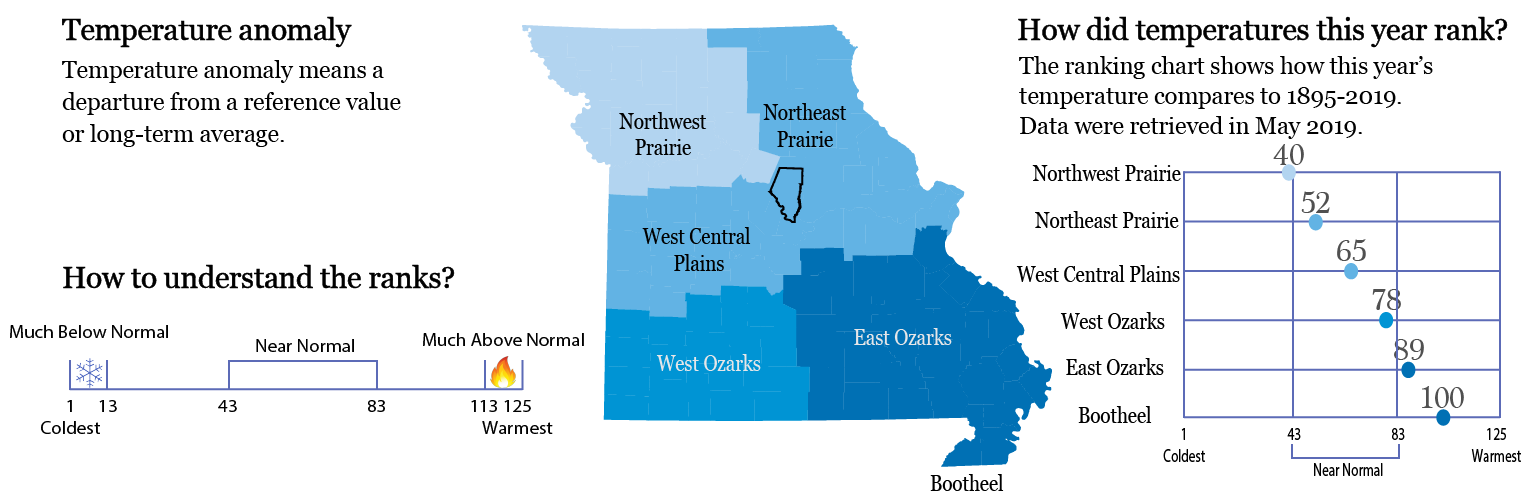 Temperature anomaly
Temperature anomaly means a
departure from a reference value
or long-term average.
How to understand the ranks?
Much Below Normal
Near Normal
Much Above Normal
1
13
43
83
113
125
Coldest
Warmest
Northwest
Prairie
Northeast
Prairie
West Central
Plains
West Ozarks
East Ozarks
Bootheel
How did temperatures this year rank?
The ranking chart shows how this year’s
temperature compares to 1895-2019.
Data were retrieved in May 2019.
Northwest Prairie
40
Northeast Prairie
52
West Central Plains
65
West Ozarks
78
East Ozarks
89
Bootheel
100
1
43
83
125
Coldest
Near Normal
Warmest